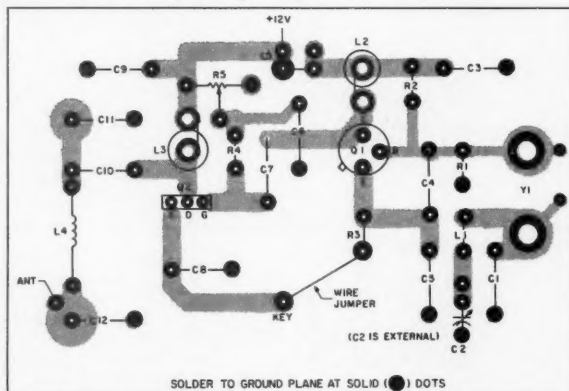 +12V
L2
C9
R5
C3
R2
C11
L3
R4
C6
C7
Q1
C4
R1
Y1
C10
Q2
D G
L4
R3
ANT
C8
WIRE
JUMPER
C5
C1
KEY
C12
(C2 IS EXTERNAL)
C2
SOLDER TO GROUND PLANE AT SOLID (●) DOTS